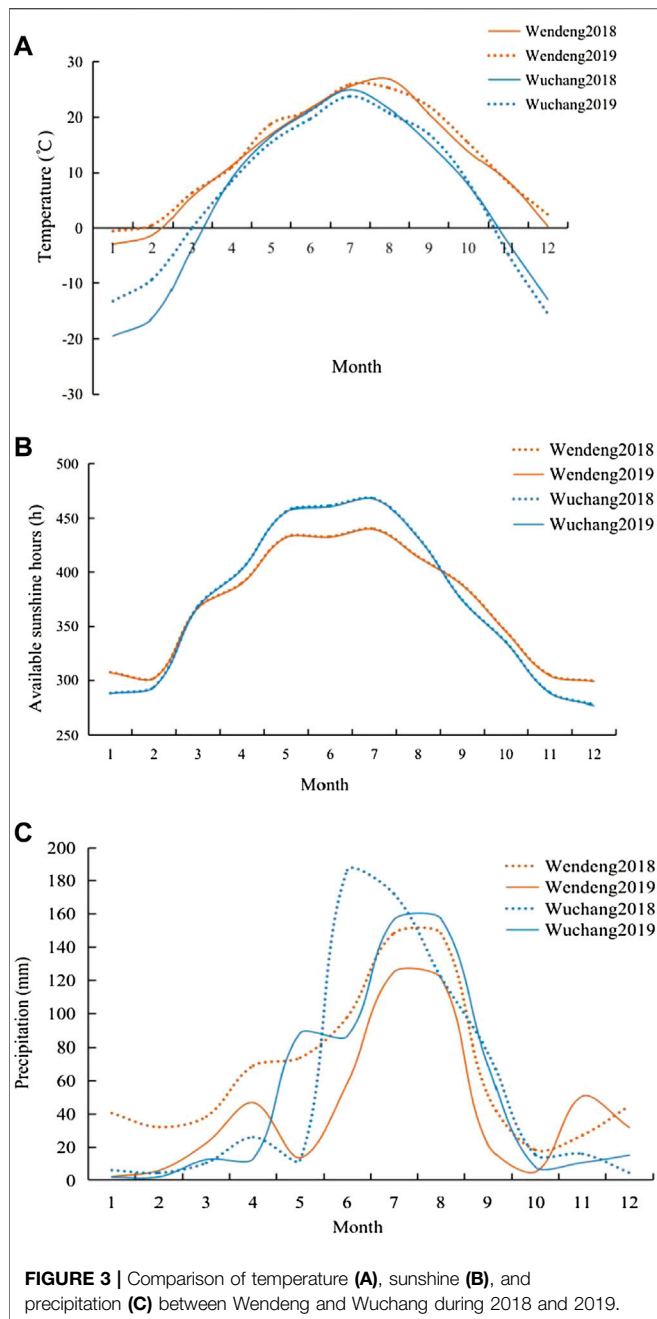 A
Wendeng2018
Wendeng2019
Wuchang2018
Wuchang2019
30
20
10
0
-10
-20
-30
Temperature (℃)
1 2 3 4 5 6 7 8 9 10 11 12
Month
B
Wendeng2018
Wendeng2019
Wuchang2018
Wuchang2019
500
450
400
350
300
250
Available sunshine hours (h)
1 2 3 4 5 6 7 8 9 10 11 12
Month
C
Wendeng2018
Wendeng2019
Wuchang2018
Wuchang2019
200
180
160
140
120
100
80
60
40
20
0
Precipitation (mm)
1 2 3 4 5 6 7 8 9 10 11 12
Month
FIGURE 3 | Comparison of temperature (A), sunshine (B), and
precipitation (C) between Wendeng and Wuchang during 2018 and 2019.